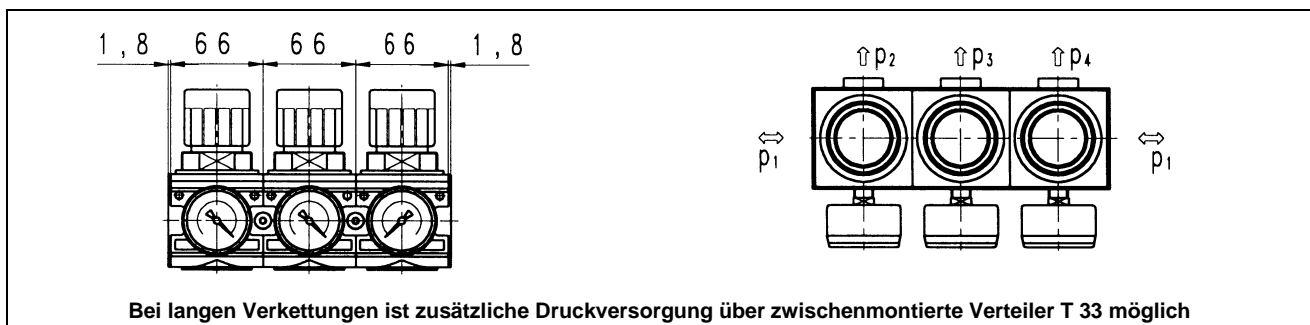 1,8 66 66 66 1,8
⇧p₂ ⇧p₃ ⇧p₄
⇔ ⇔
p₁ p₁
Bei langen Verkettungen ist zusätzliche Druckversorgung über zwischenmontierte Verteiler T 33 möglich